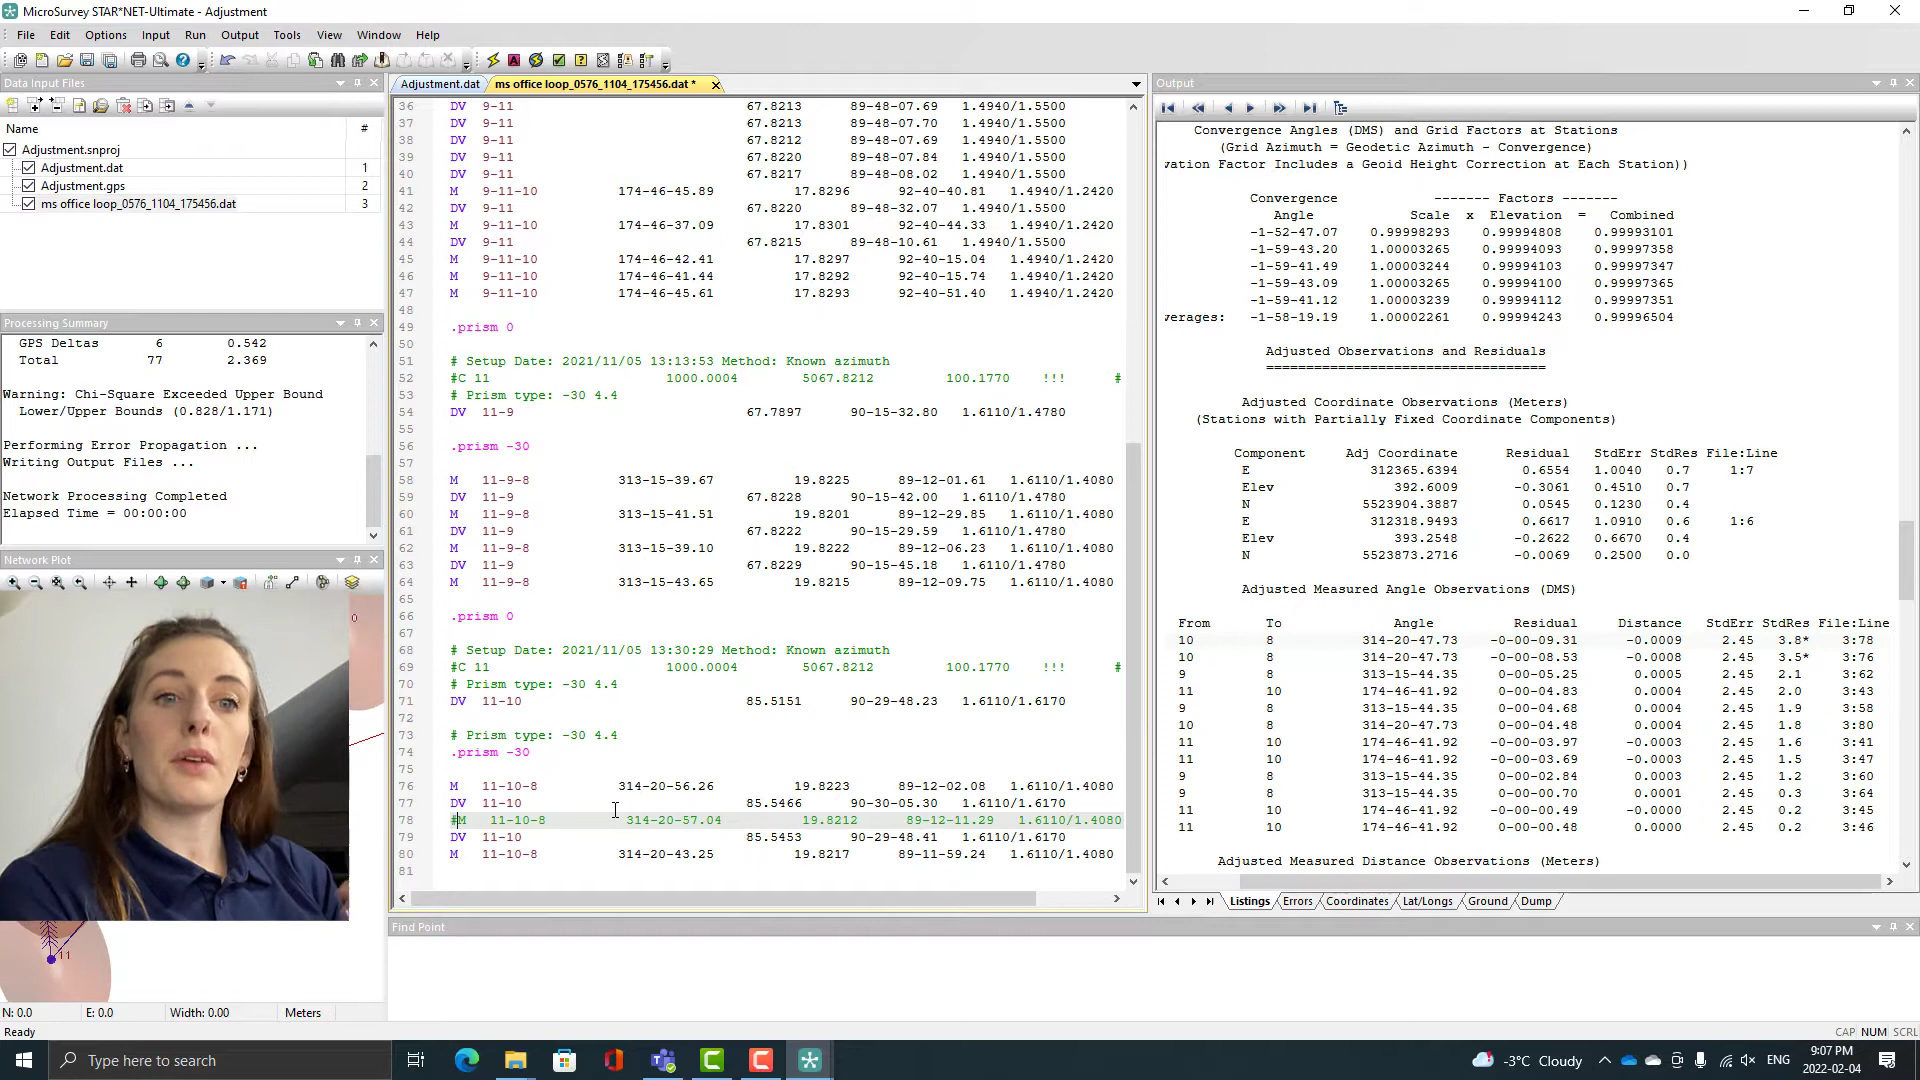 MicroSurvey STAR*NET-Ultimate - Adjustment
File Edit Options Input Run Output Tools View Window Help
Data Input Files
Name #
Adjustment.snproj
Adjustment.dat 1
Adjustment.gps 2
ms office loop_0576_1104_175456.dat 3
Processing Summary
GPS Deltas 6 0.542
Total 77 2.369
Warning: Chi-Square Exceeded Upper Bound
Lower/Upper Bounds (0.828/1.171)
Performing Error Propagation ...
Writing Output Files ...
Network Processing Completed
Elapsed Time = 00:00:00
Network Plot
0
11
N: 0.0 E: 0.0 Width: 0.00 Meters
Ready
Adjustment.dat ms office loop_0576_1104_175456.dat *
36 DV 9-11 67.8213 89-48-07.69 1.4940/1.5500
37 DV 9-11 67.8213 89-48-07.70 1.4940/1.5500
38 DV 9-11 67.8212 89-48-07.69 1.4940/1.5500
39 DV 9-11 67.8220 89-48-07.84 1.4940/1.5500
40 DV 9-11 67.8217 89-48-08.02 1.4940/1.5500
41 M 9-11-10 174-46-45.89 17.8296 92-40-40.81 1.4940/1.2420
42 DV 9-11 67.8220 89-48-32.07 1.4940/1.5500
43 M 9-11-10 174-46-37.09 17.8301 92-40-44.33 1.4940/1.2420
44 DV 9-11 67.8215 89-48-10.61 1.4940/1.5500
45 M 9-11-10 174-46-42.41 17.8297 92-40-15.04 1.4940/1.2420
46 M 9-11-10 174-46-41.44 17.8292 92-40-15.74 1.4940/1.2420
47 M 9-11-10 174-46-45.61 17.8293 92-40-51.40 1.4940/1.2420
48
49 .prism 0
50
51 # Setup Date: 2021/11/05 13:13:53 Method: Known azimuth
52 #C 11 1000.0004 5067.8212 100.1770 !!! #
53 # Prism type: -30 4.4
54 DV 11-9 67.7897 90-15-32.80 1.6110/1.4780
55
56 .prism -30
57
58 M 11-9-8 313-15-39.67 19.8225 89-12-01.61 1.6110/1.4080
59 DV 11-9 67.8228 90-15-42.00 1.6110/1.4780
60 M 11-9-8 313-15-41.51 19.8201 89-12-29.85 1.6110/1.4080
61 DV 11-9 67.8222 90-15-29.59 1.6110/1.4780
62 M 11-9-8 313-15-39.10 19.8222 89-12-06.23 1.6110/1.4080
63 DV 11-9 67.8229 90-15-45.18 1.6110/1.4780
64 M 11-9-8 313-15-43.65 19.8215 89-12-09.75 1.6110/1.4080
65
66 .prism 0
67
68 # Setup Date: 2021/11/05 13:30:29 Method: Known azimuth
69 #C 11 1000.0004 5067.8212 100.1770 !!! #
70 # Prism type: -30 4.4
71 DV 11-10 85.5151 90-29-48.23 1.6110/1.6170
72
73 # Prism type: -30 4.4
74 .prism -30
75
76 M 11-10-8 314-20-56.26 19.8223 89-12-02.08 1.6110/1.4080
77 DV 11-10 85.5466 90-30-05.30 1.6110/1.6170
78 #M 11-10-8 314-20-57.04 19.8212 89-12-11.29 1.6110/1.4080
79 DV 11-10 85.5453 90-29-48.41 1.6110/1.6170
80 M 11-10-8 314-20-43.25 19.8217 89-11-59.24 1.6110/1.4080
81
Find Point
Output
Convergence Angles (DMS) and Grid Factors at Stations
(Grid Azimuth = Geodetic Azimuth - Convergence)
vation Factor Includes a Geoid Height Correction at Each Station))
Convergence ------- Factors -------
Angle Scale x Elevation = Combined
-1-52-47.07 0.99998293 0.99994808 0.99993101
-1-59-43.20 1.00003265 0.99994093 0.99997358
-1-59-41.49 1.00003244 0.99994103 0.99997347
-1-59-43.09 1.00003265 0.99994100 0.99997365
-1-59-41.12 1.00003239 0.99994112 0.99997351
verages: -1-58-19.19 1.00002261 0.99994243 0.99996504
Adjusted Observations and Residuals
===================================
Adjusted Coordinate Observations (Meters)
(Stations with Partially Fixed Coordinate Components)
Component Adj Coordinate Residual StdErr StdRes File:Line
E 312365.6394 0.6554 1.0040 0.7 1:7
Elev 392.6009 -0.3061 0.4510 0.7
N 5523904.3887 0.0545 0.1230 0.4
E 312318.9493 0.6617 1.0910 0.6 1:6
Elev 393.2548 -0.2622 0.6670 0.4
N 5523873.2716 -0.0069 0.2500 0.0
Adjusted Measured Angle Observations (DMS)
From To Angle Residual Distance StdErr StdRes File:Line
10 8 314-20-47.73 -0-00-09.31 -0.0009 2.45 3.8* 3:78
10 8 314-20-47.73 -0-00-08.53 -0.0008 2.45 3.5* 3:76
9 8 313-15-44.35 0-00-05.25 0.0005 2.45 2.1 3:62
11 10 174-46-41.92 0-00-04.83 0.0004 2.45 2.0 3:43
9 8 313-15-44.35 0-00-04.68 0.0004 2.45 1.9 3:58
10 8 314-20-47.73 0-00-04.48 0.0004 2.45 1.8 3:80
11 10 174-46-41.92 -0-00-03.97 -0.0003 2.45 1.6 3:41
11 10 174-46-41.92 -0-00-03.69 -0.0003 2.45 1.5 3:47
9 8 313-15-44.35 0-00-02.84 0.0003 2.45 1.2 3:60
9 8 313-15-44.35 0-00-00.70 0.0001 2.45 0.3 3:64
11 10 174-46-41.92 -0-00-00.49 -0.0000 2.45 0.2 3:45
11 10 174-46-41.92 0-00-00.48 0.0000 2.45 0.2 3:46
Adjusted Measured Distance Observations (Meters)
Listings Errors Coordinates Lat/Longs Ground Dump
CAP NUM SCRL
Type here to search
-3°C Cloudy ENG
9:07 PM
2022-02-04